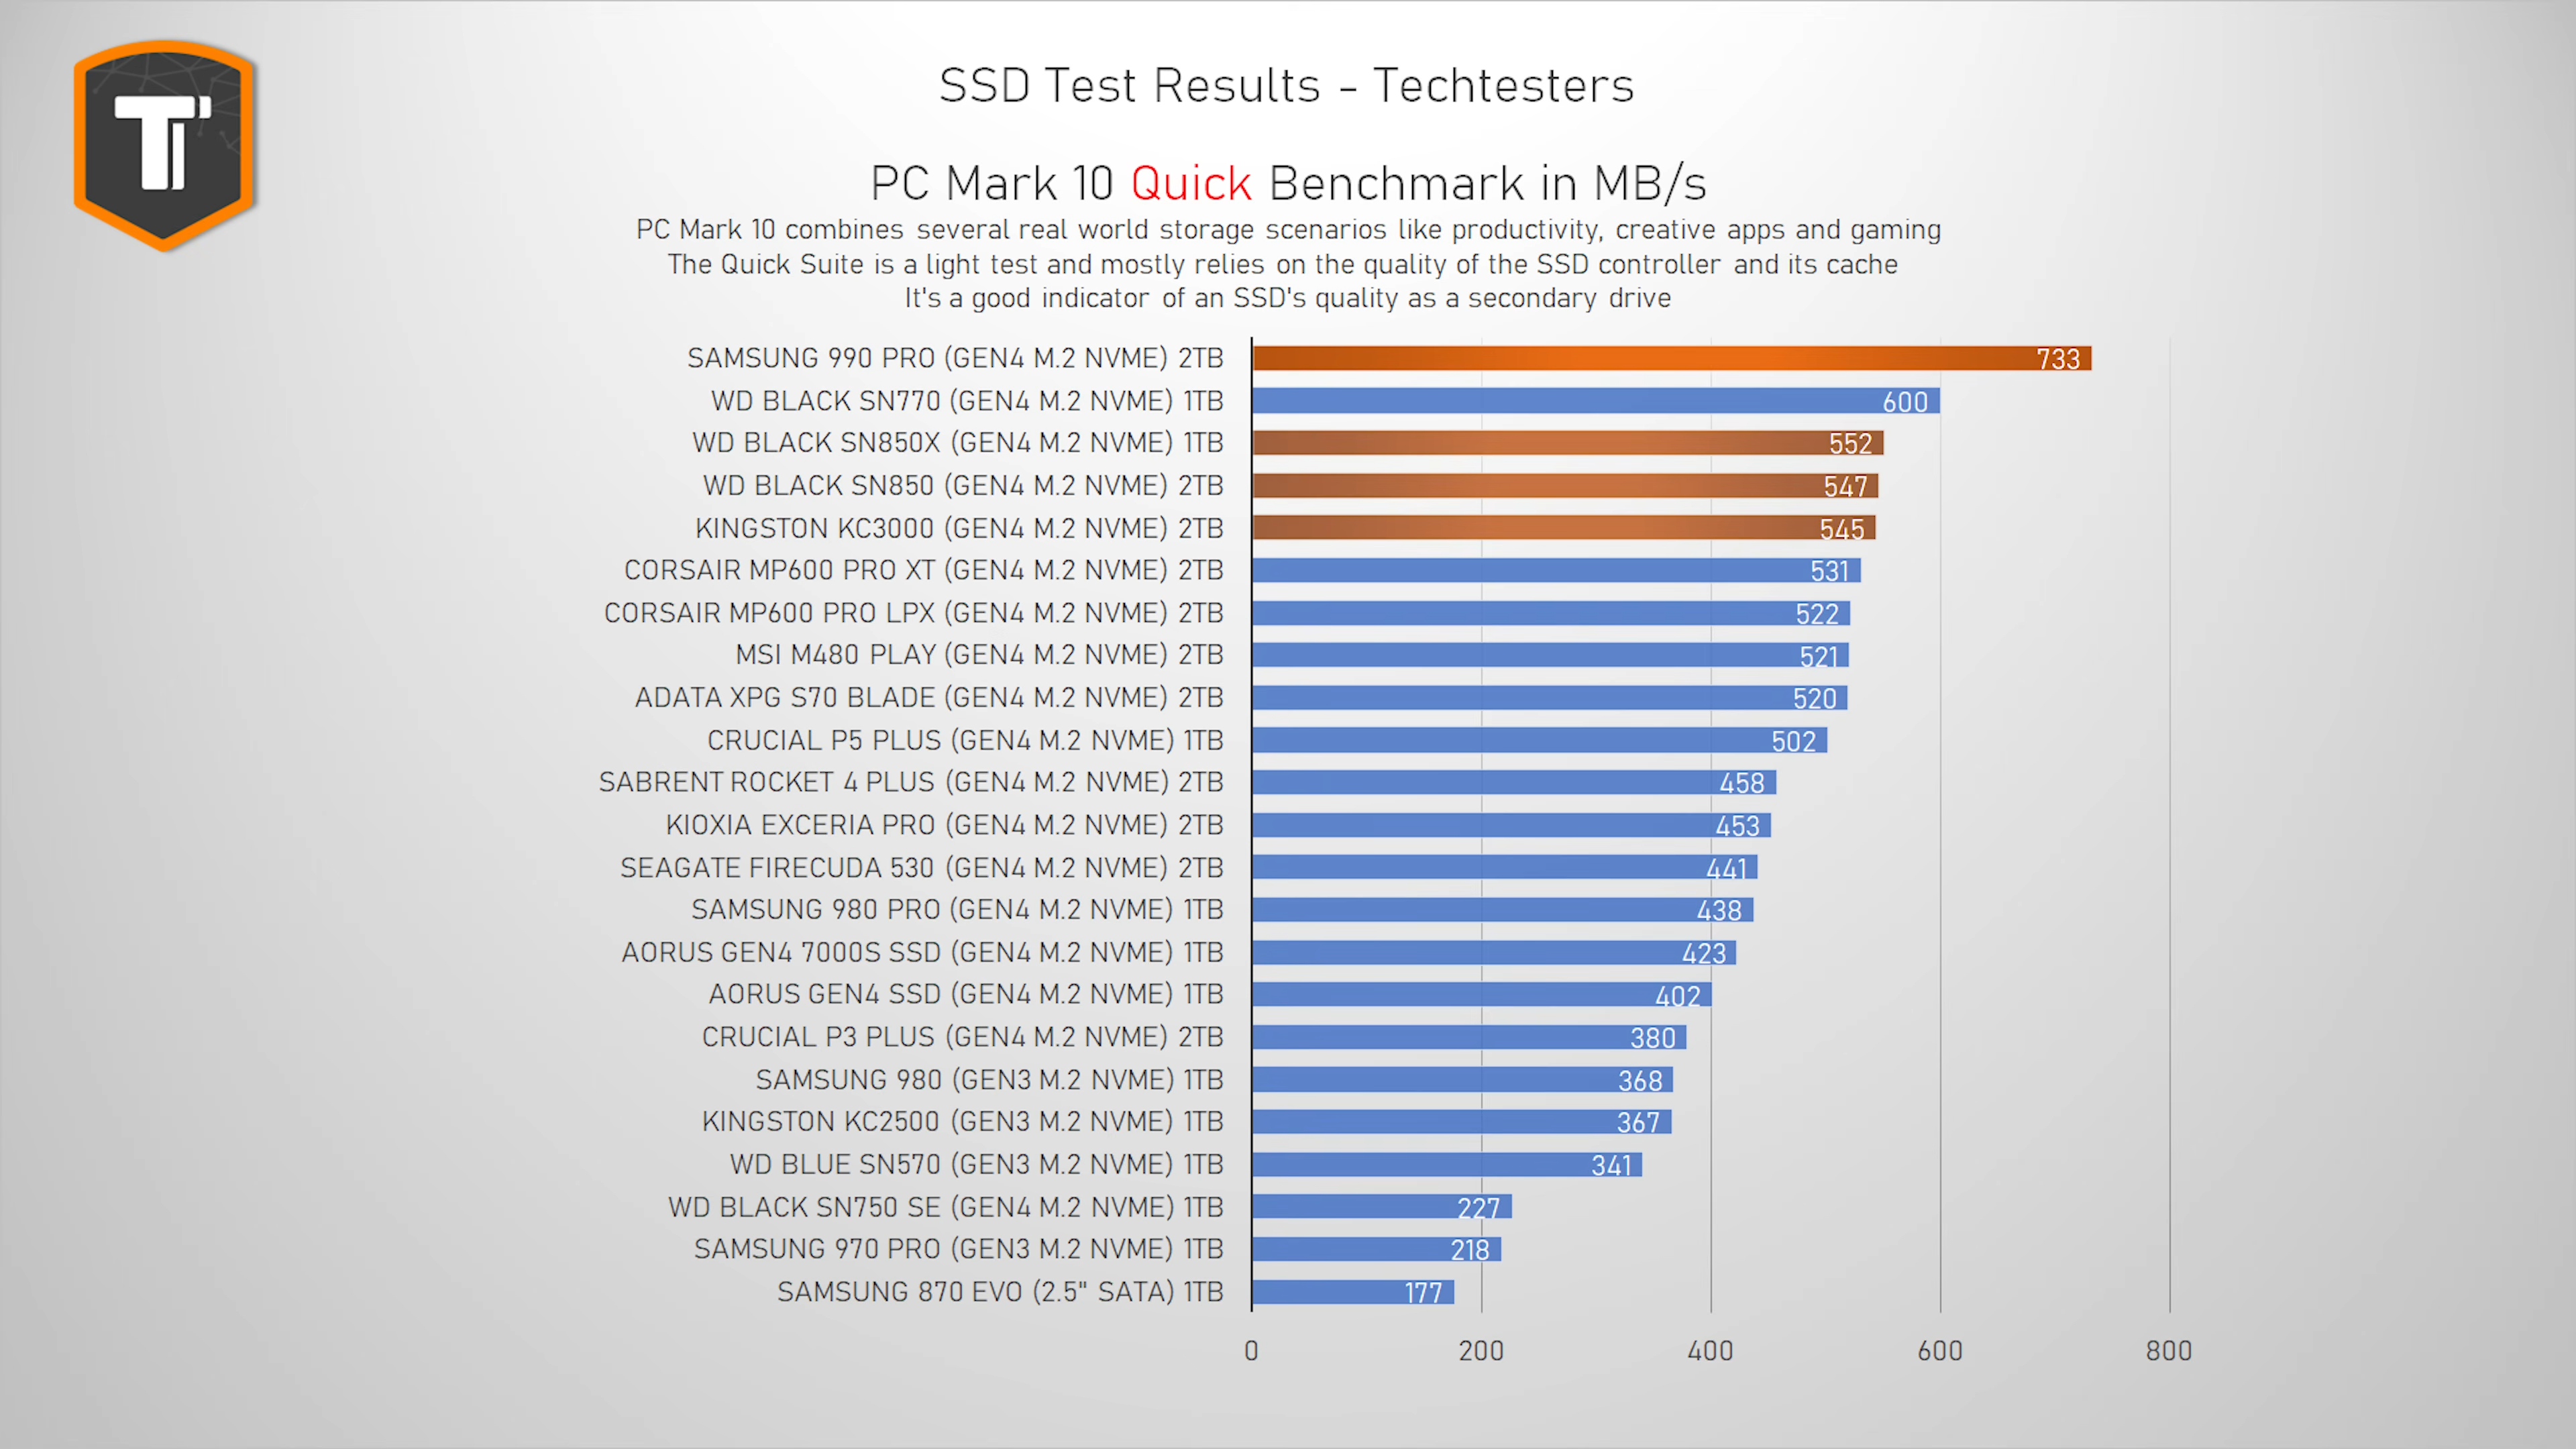 SSD Test Results - Techtesters
PC Mark 10 Quick Benchmark in MB/s
PC Mark 10 combines several real world storage scenarios like productivity, creative apps and gaming
The Quick Suite is a light test and mostly relies on the quality of the SSD controller and its cache
It's a good indicator of an SSD's quality as a secondary drive
SAMSUNG 990 PRO (GEN4 M.2 NVME) 2TB 733
WD BLACK SN770 (GEN4 M.2 NVME) 1TB 600
WD BLACK SN850X (GEN4 M.2 NVME) 1TB 552
WD BLACK SN850 (GEN4 M.2 NVME) 2TB 547
KINGSTON KC3000 (GEN4 M.2 NVME) 2TB 545
CORSAIR MP600 PRO XT (GEN4 M.2 NVME) 2TB 531
CORSAIR MP600 PRO LPX (GEN4 M.2 NVME) 2TB 522
MSI M480 PLAY (GEN4 M.2 NVME) 2TB 521
ADATA XPG S70 BLADE (GEN4 M.2 NVME) 2TB 520
CRUCIAL P5 PLUS (GEN4 M.2 NVME) 1TB 502
SABRENT ROCKET 4 PLUS (GEN4 M.2 NVME) 2TB 458
KIOXIA EXCERIA PRO (GEN4 M.2 NVME) 2TB 453
SEAGATE FIRECUDA 530 (GEN4 M.2 NVME) 2TB 441
SAMSUNG 980 PRO (GEN4 M.2 NVME) 1TB 438
AORUS GEN4 7000S SSD (GEN4 M.2 NVME) 1TB 423
AORUS GEN4 SSD (GEN4 M.2 NVME) 1TB 402
CRUCIAL P3 PLUS (GEN4 M.2 NVME) 2TB 380
SAMSUNG 980 (GEN3 M.2 NVME) 1TB 368
KINGSTON KC2500 (GEN3 M.2 NVME) 1TB 367
WD BLUE SN570 (GEN3 M.2 NVME) 1TB 341
WD BLACK SN750 SE (GEN4 M.2 NVME) 1TB 227
SAMSUNG 970 PRO (GEN3 M.2 NVME) 1TB 218
SAMSUNG 870 EVO (2.5" SATA) 1TB 177
0 200 400 600 800